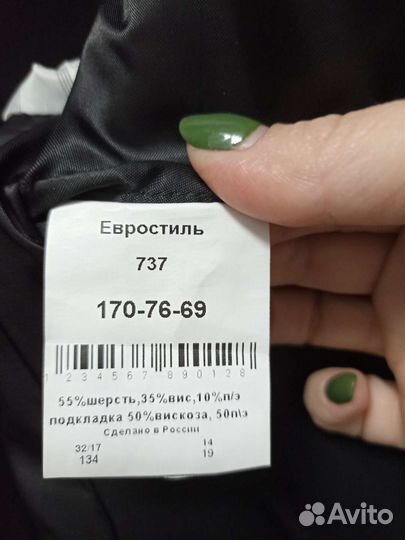 Евростиль
737
170-76-69
1 2 3 4 5 6 7 8 9 0 1 2 8
55%шерсть,35%вис,10%п/э
подкладка 50%вискоза, 50п\э
Сделано в России
32/17 14
134 19
Avito